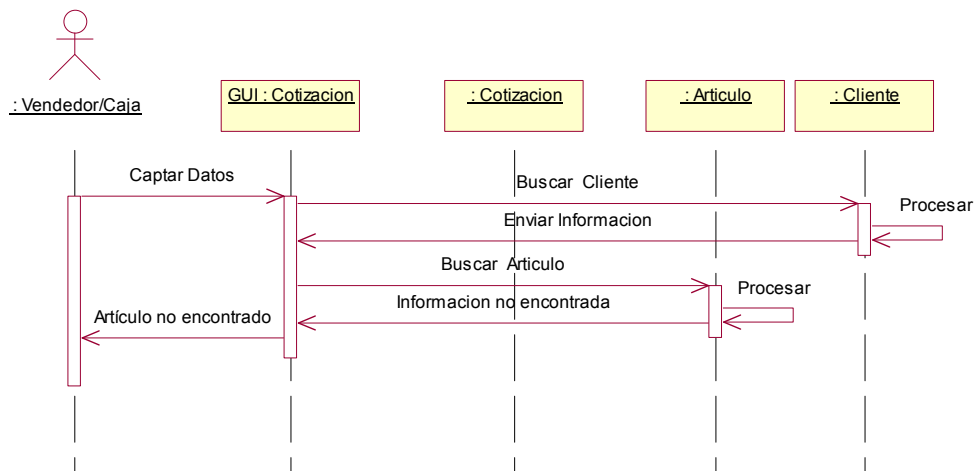 : Vendedor/Caja
GUI : Cotizacion
: Cotizacion
: Articulo
: Cliente
Captar Datos
Buscar Cliente
Procesar
Enviar Informacion
Buscar Articulo
Procesar
Informacion no encontrada
Artículo no encontrado